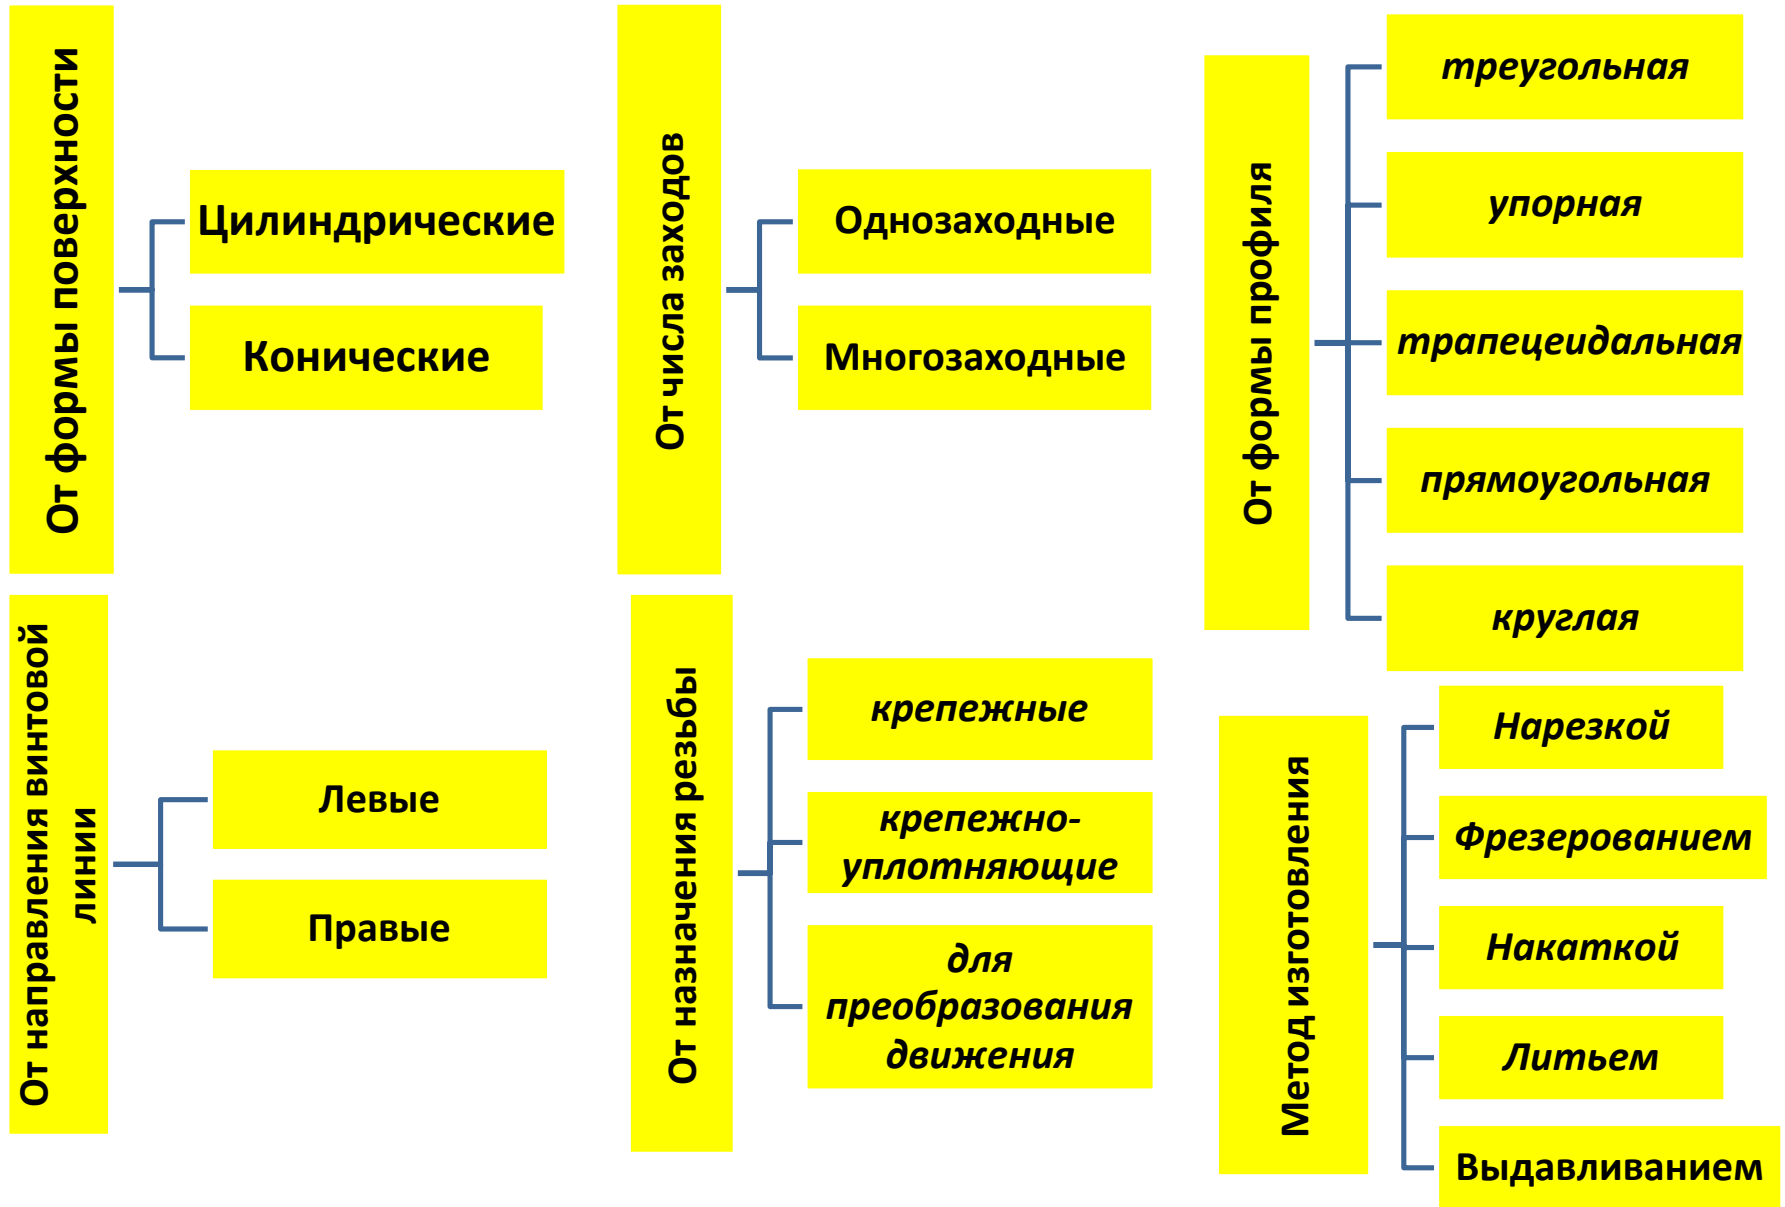 От формы поверхности
Цилиндрические
Конические
От числа заходов
Однозаходные
Многозаходные
От формы профиля
треугольная
упорная
трапецеидальная
прямоугольная
круглая
От направления винтовой
линии
Левые
Правые
От назначения резьбы
крепежные
крепежно-
уплотняющие
для
преобразования
движения
Метод изготовления
Нарезкой
Фрезерованием
Накаткой
Литьем
Выдавливанием